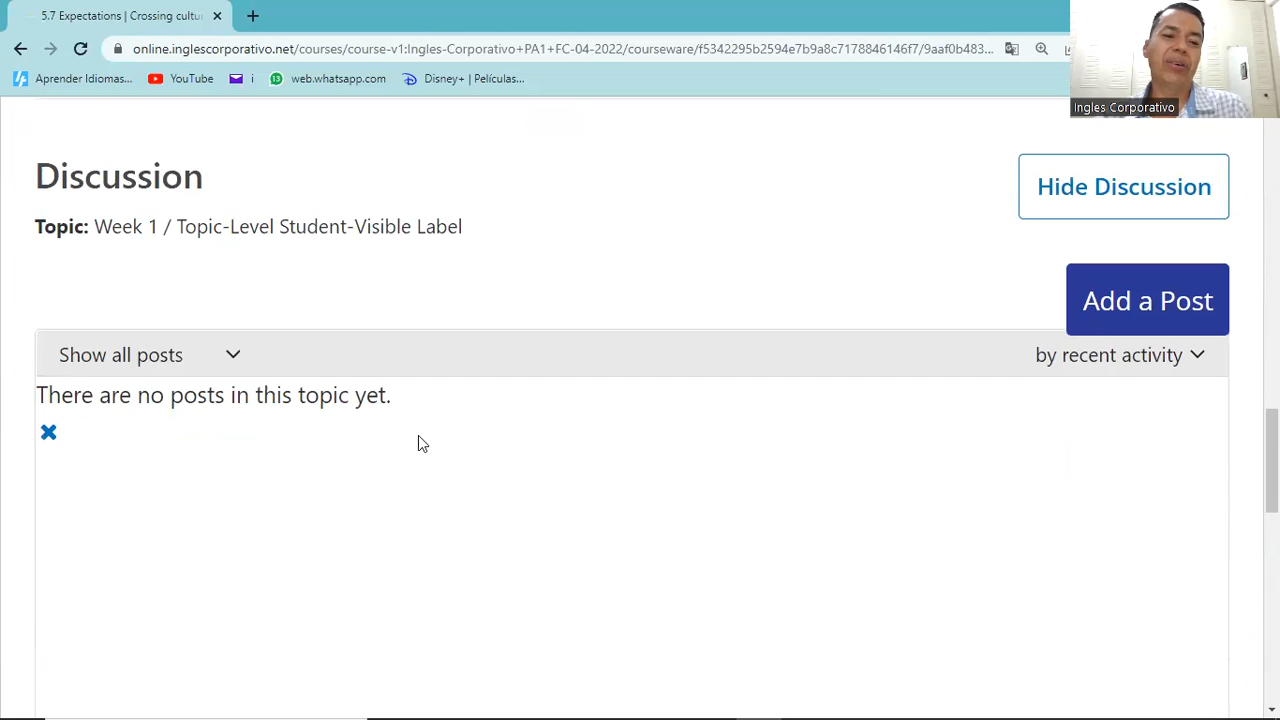 5.7 Expectations | Crossing cultu
online.inglescorporativo.net/courses/course-v1:Ingles-Corporativo+PA1+FC-04-2022/courseware/f5342295b2594e7b9a8c7178846146f7/9aaf0b483...
Aprender Idiomas... YouTube i web.whatsapp.com Disney+ | Películas...
Ingles Corporativo
Discussion
Hide Discussion
Topic: Week 1 / Topic-Level Student-Visible Label
Add a Post
Show all posts by recent activity
There are no posts in this topic yet.